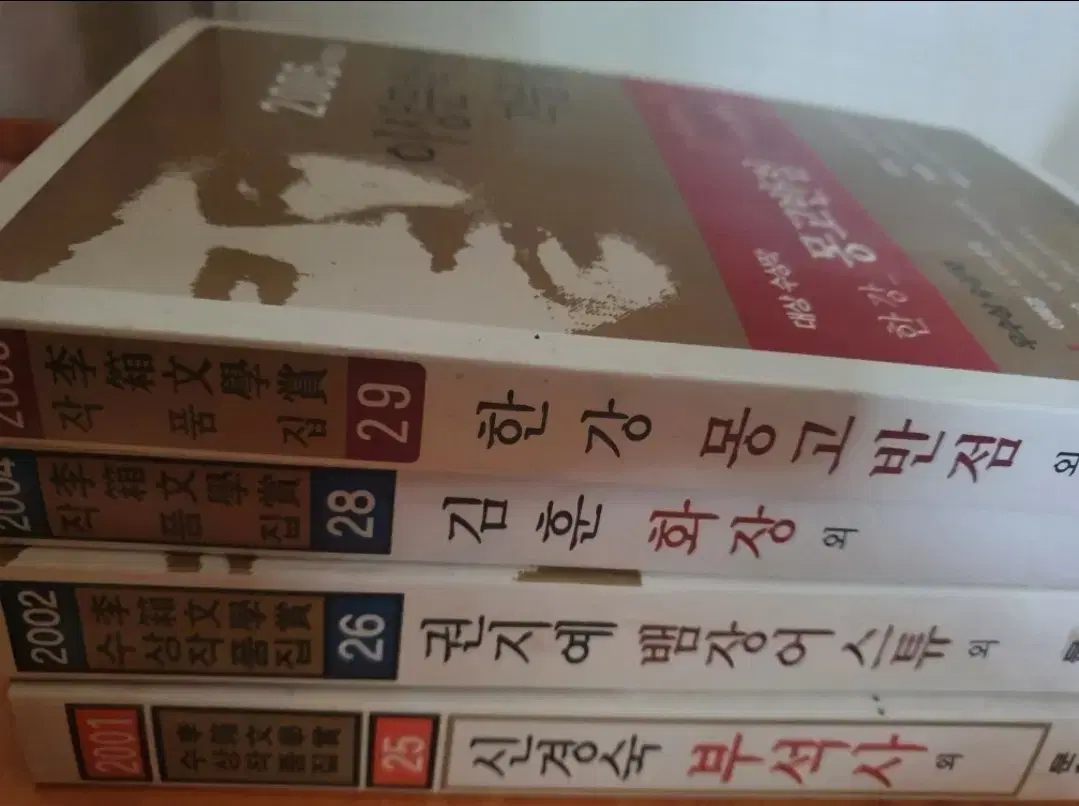 2005
대상 수상작
몽고반점
한강
李箱文學賞
작품집
29
한강 몽고반점 외
2004
李箱文學賞
작품집
28
김훈 화장 외
2002
李箱文學賞
수상작품집
26
권지예 뱀장어 스튜 외
2001
李箱文學賞
수상작품집
25
신경숙 부석사 외